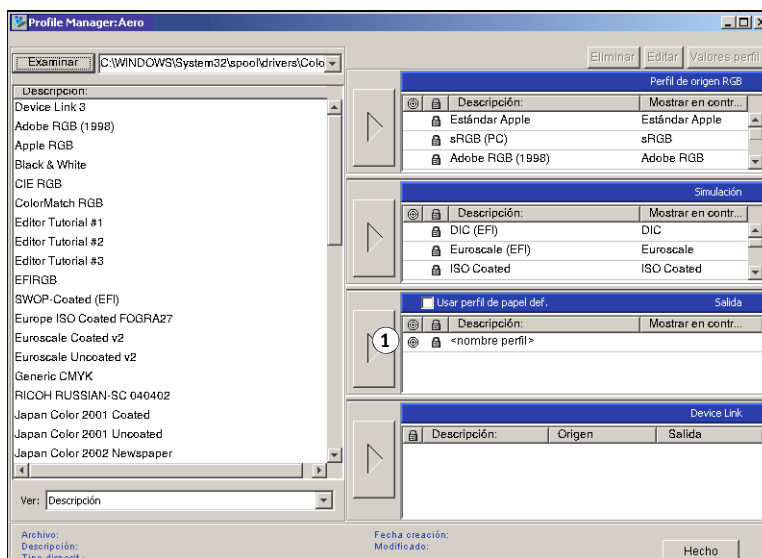 Profile Manager:Aero
Examinar C:\WINDOWS\System32\spool\drivers\Colo
Descripción:
Device Link 3
Adobe RGB (1998)
Apple RGB
Black & White
CIE RGB
ColorMatch RGB
Editor Tutorial #1
Editor Tutorial #2
Editor Tutorial #3
EFIRGB
SWOP-Coated (EFI)
Europe ISO Coated FOGRA27
Euroscale Coated v2
Euroscale Uncoated v2
Generic CMYK
RICOH RUSSIAN-SC 040402
Japan Color 2001 Coated
Japan Color 2001 Uncoated
Japan Color 2002 Newspaper
Ver: Descripción
Eliminar Editar Valores perfil
Perfil de origen RGB
Descripción: Mostrar en contr...
Estándar Apple Estándar Apple
sRGB (PC) sRGB
Adobe RGB (1998) Adobe RGB
Simulación
Descripción: Mostrar en contr...
DIC (EFI) DIC
Euroscale (EFI) Euroscale
ISO Coated ISO Coated
Usar perfil de papel def. Salida
Descripción: Mostrar en contr...
1 <nombre perfil>
Device Link
Descripción: Origen Salida
Archivo: Fecha creación:
Descripción: Modificado:
Tipo disposit.:
Hecho